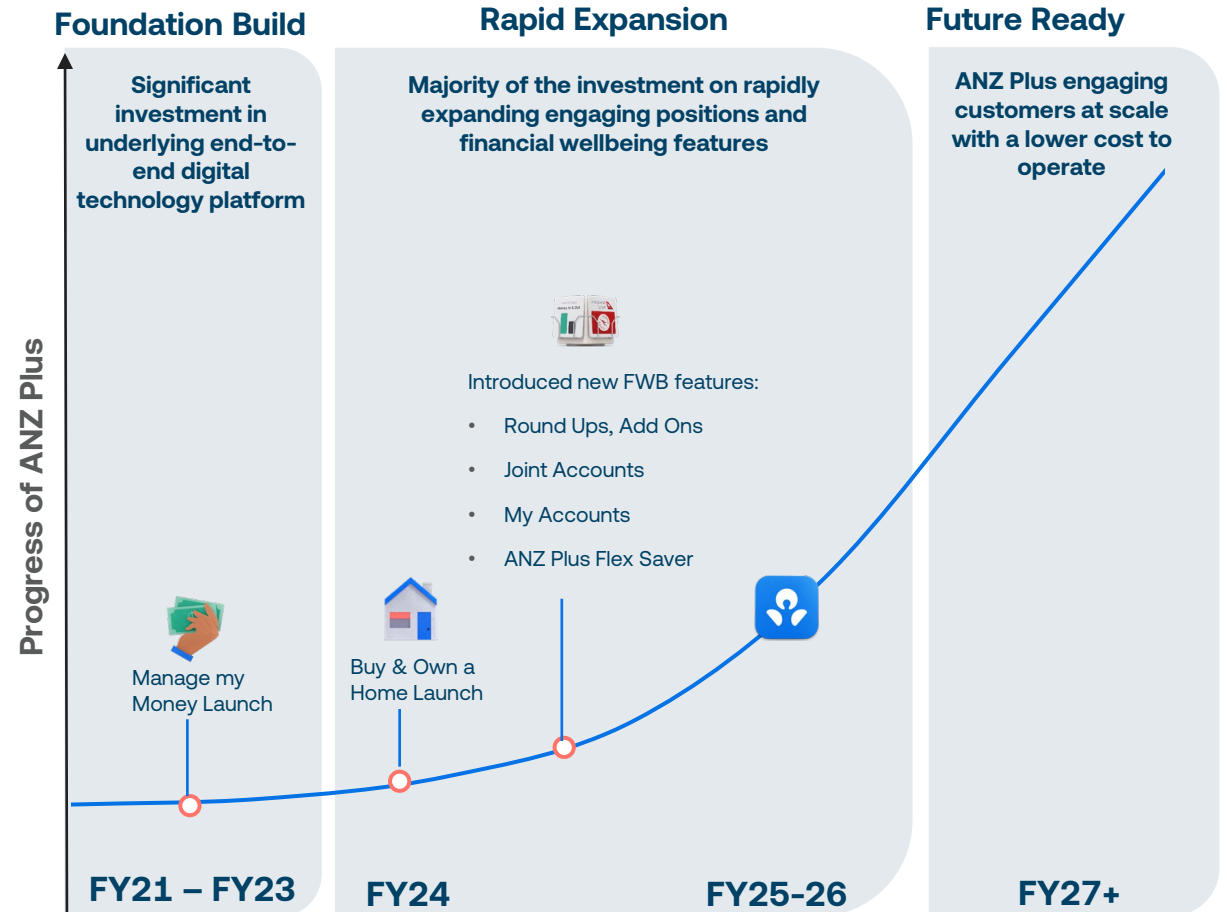 Foundation Build
Rapid Expansion
Future Ready
Significant
investment in
underlying end-to-
end digital
technology platform
Majority of the investment on rapidly
expanding engaging positions and
financial wellbeing features
ANZ Plus engaging
customers at scale
with a lower cost to
operate
Progress of ANZ Plus
Introduced new FWB features:
• Round Ups, Add Ons
• Joint Accounts
• My Accounts
• ANZ Plus Flex Saver
Manage my
Money Launch
Buy & Own a
Home Launch
FY21 – FY23
FY24
FY25-26
FY27+